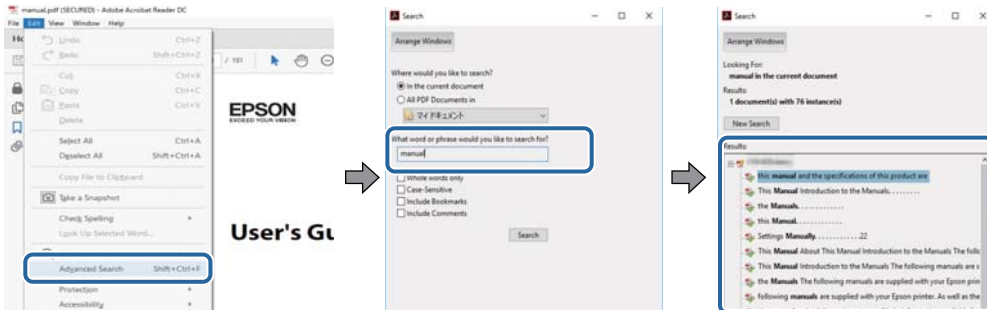 manual.pdf (SECURED) - Adobe Acrobat Reader DC
File Edit View Window Help
Undo Ctrl+Z
Redo Shift+Ctrl+Z
Cut Ctrl+X
Copy Ctrl+C
Paste Ctrl+V
Delete
Select All Ctrl+A
Deselect All Shift+Ctrl+A
Copy File to Clipboard
Take a Snapshot
Check Spelling
Look Up Selected Word...
Advanced Search Shift+Ctrl+F
Protection
Accessibility
/ 181
EPSON
EXCEED YOUR VISION
User's Gu
Search
Arrange Windows
Where would you like to search?
In the current document
All PDF Documents in
マイ ドキュメント
What word or phrase would you like to search for?
manual
Whole words only
Case-Sensitive
Include Bookmarks
Include Comments
Search
Search
Arrange Windows
Looking For:
manual in the current document
Results:
1 document(s) with 76 instance(s)
New Search
Results:
this manual and the specifications of this product are
This Manual Introduction to the Manuals. . . . . . . . .
the Manuals. . . . . . . . . . . . .
this Manual. . . . . . . . . . . . .
Settings Manually. . . . . . . . . . . . 22
This Manual About This Manual Introduction to the Manuals The follo
This Manual Introduction to the Manuals The following manuals are s
the Manuals The following manuals are supplied with your Epson prin
following manuals are supplied with your Epson printer. As well as the